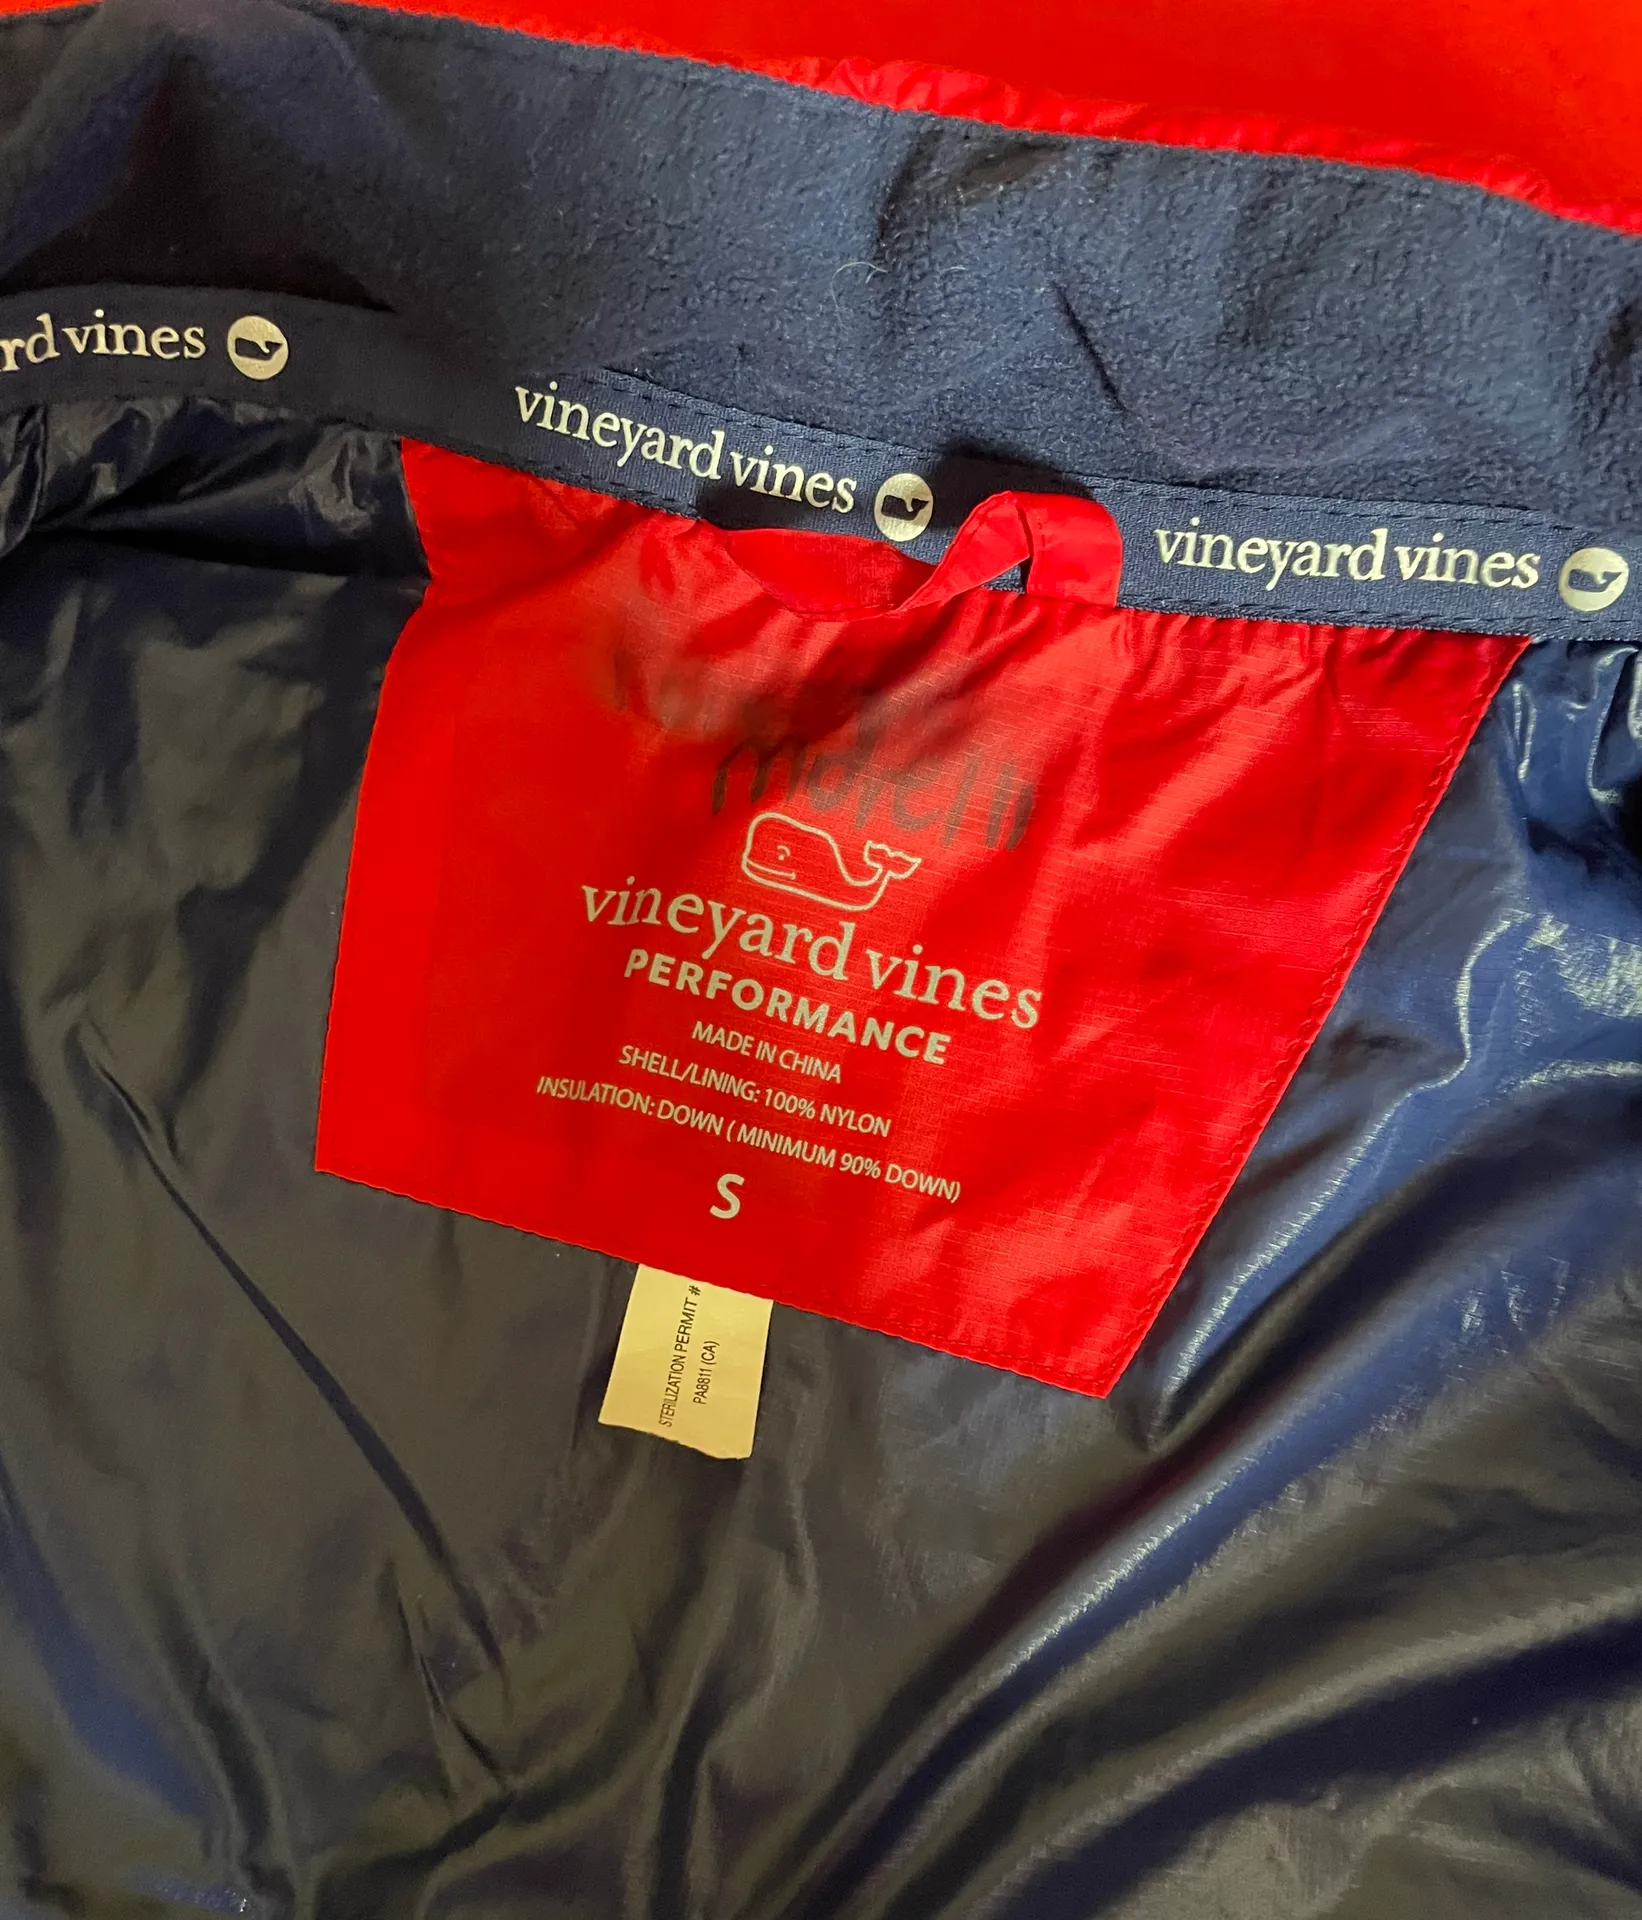 rd vines
vineyard vines
vineyard vines
vineyard vines
PERFORMANCE
MADE IN CHINA
SHELL/LINING: 100% NYLON
INSULATION: DOWN ( MINIMUM 90% DOWN)
S
STERILIZATION PERMIT #
PA8811 (CA)